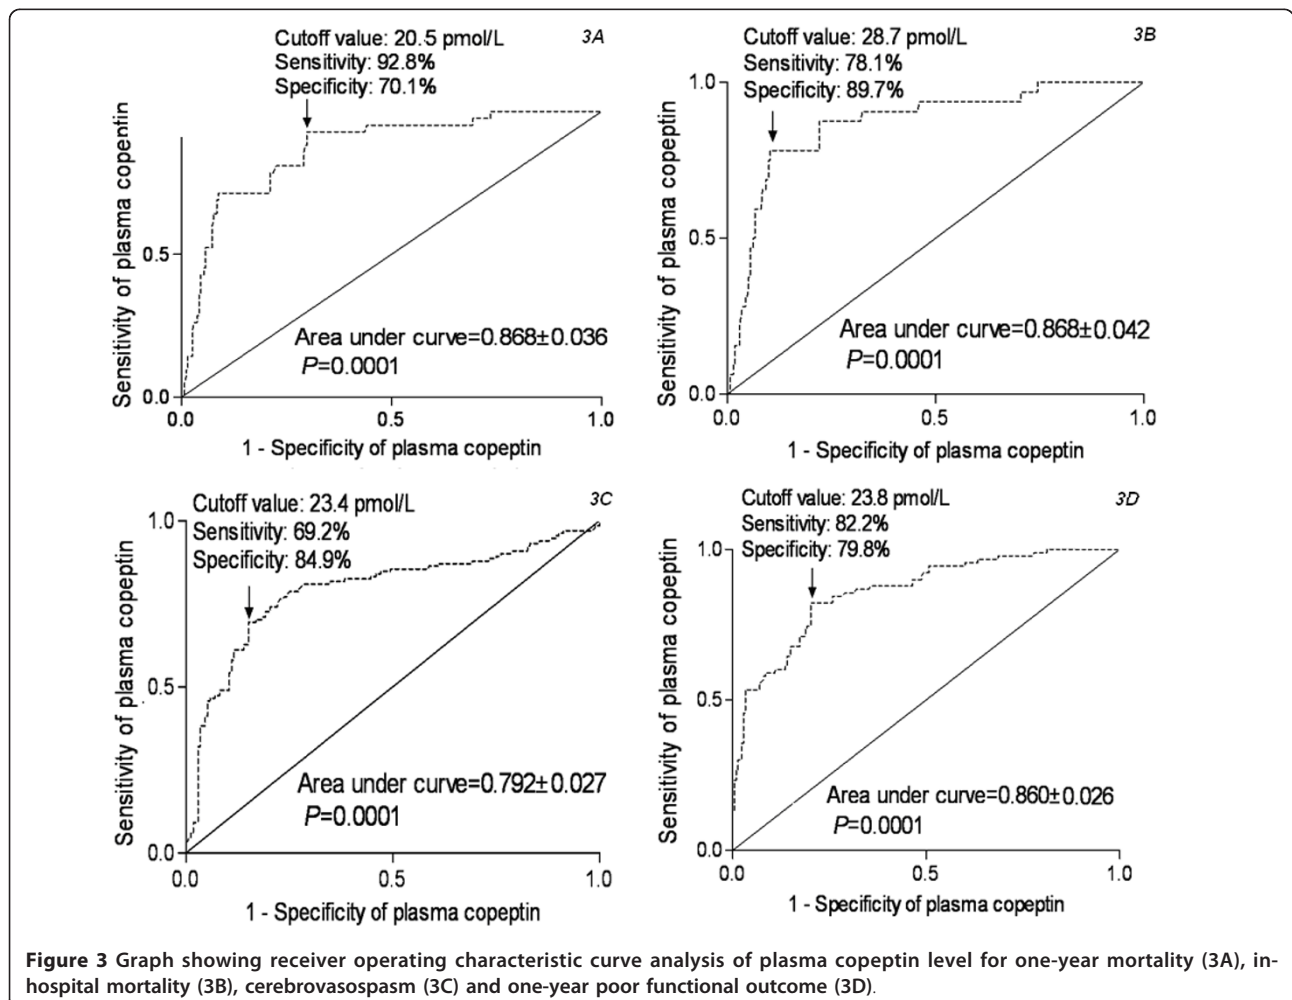 Cutoff value: 20.5 pmol/L
Sensitivity: 92.8%
Specificity: 70.1%
3A
Sensitivity of plasma copeptin
0.5
0.0
Area under curve=0.868±0.036
P=0.0001
0.0 0.5 1.0
1 - Specificity of plasma copeptin
Cutoff value: 28.7 pmol/L
Sensitivity: 78.1%
Specificity: 89.7%
3B
Sensitivity of plasma copeptin
1.0
0.5
0.0
Area under curve=0.868±0.042
P=0.0001
0.0 0.5 1.0
1 - Specificity of plasma copeptin
Cutoff value: 23.4 pmol/L
Sensitivity: 69.2%
Specificity: 84.9%
3C
Sensitivity of plasma copeptin
1.0
0.5
0.0
Area under curve=0.792±0.027
P=0.0001
0.0 0.5 1.0
1 - Specificity of plasma copeptin
Cutoff value: 23.8 pmol/L
Sensitivity: 82.2%
Specificity: 79.8%
3D
Sensitivity of plasma copeptin
1.0
0.5
0.0
Area under curve=0.860±0.026
P=0.0001
0.0 0.5 1.0
1 - Specificity of plasma copeptin
Figure 3 Graph showing receiver operating characteristic curve analysis of plasma copeptin level for one-year mortality (3A), in-
hospital mortality (3B), cerebrovasospasm (3C) and one-year poor functional outcome (3D).